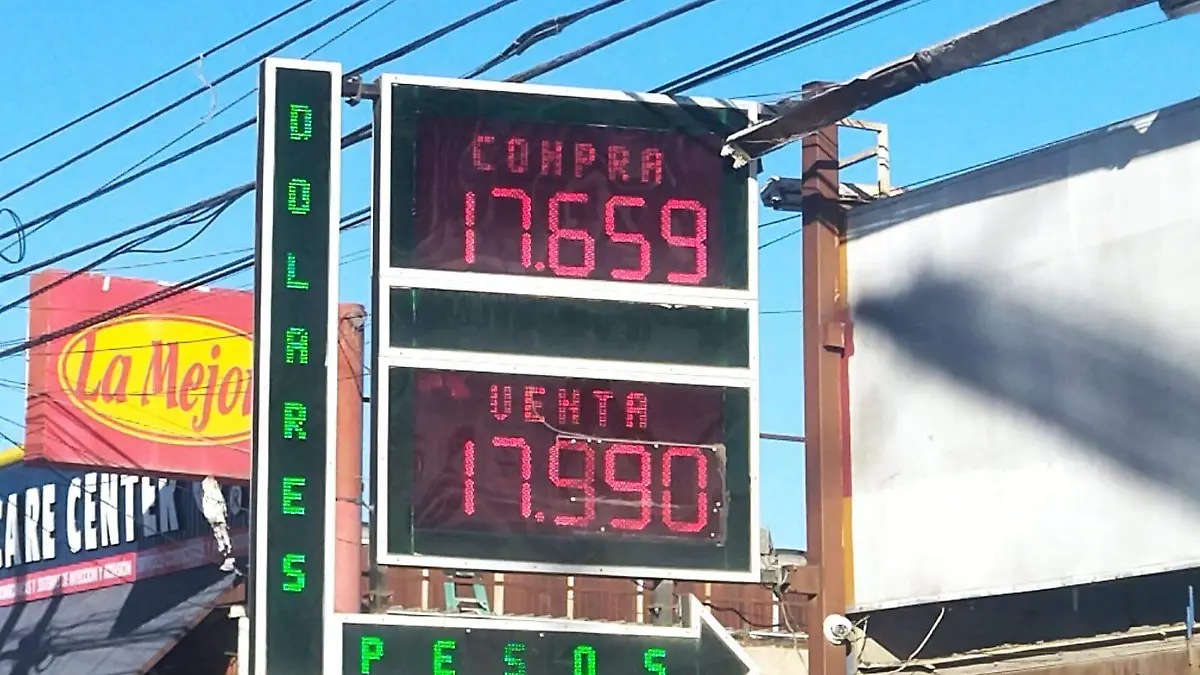 DOLARES
COMPRA
17.659
VENTA
17.990
PESOS
La Mejor
CARE CENTER